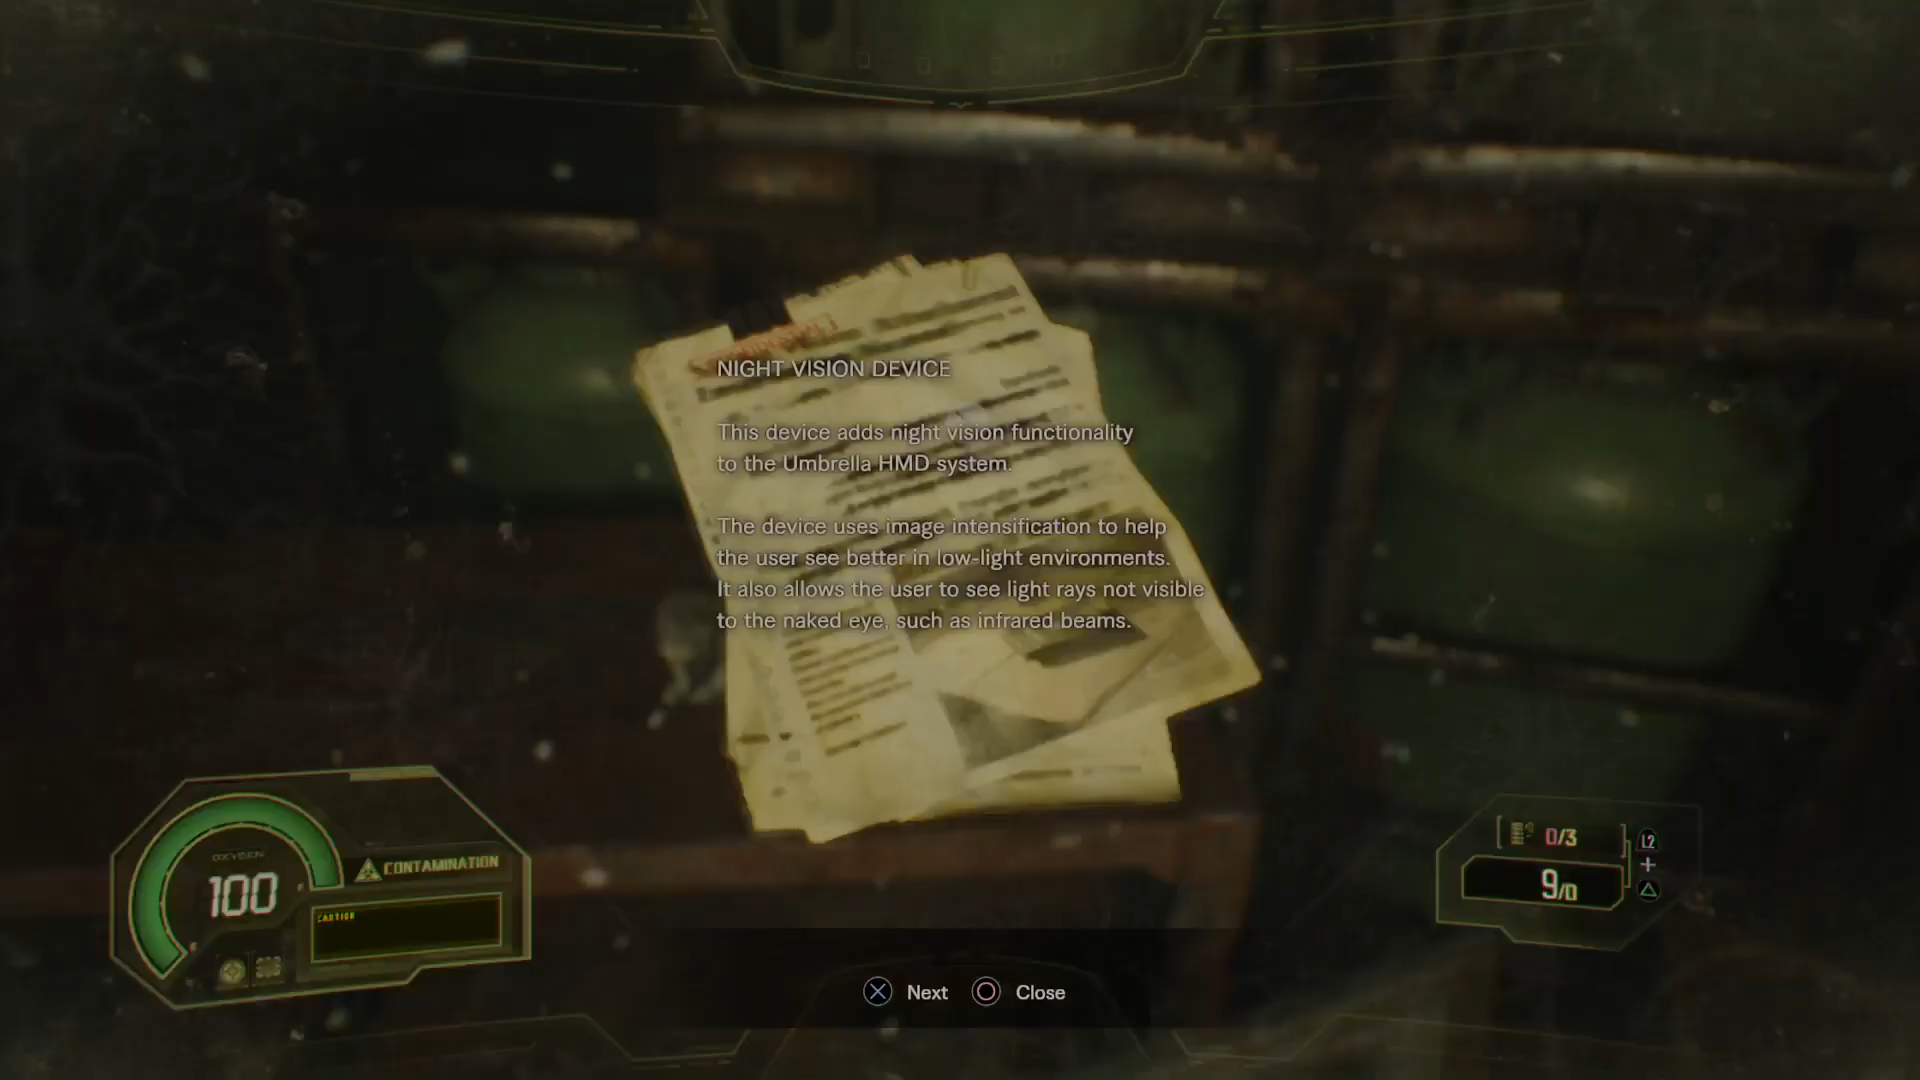 NIGHT VISION DEVICE
This device adds night vision functionality
to the Umbrella HMD system.
The device uses image intensification to help
the user see better in low-light environments.
It also allows the user to see light rays not visible
to the naked eye, such as infrared beams.
OXYGEN
100
CONTAMINATION
CAUTION
0/3
L2
+
9/0
Next
Close